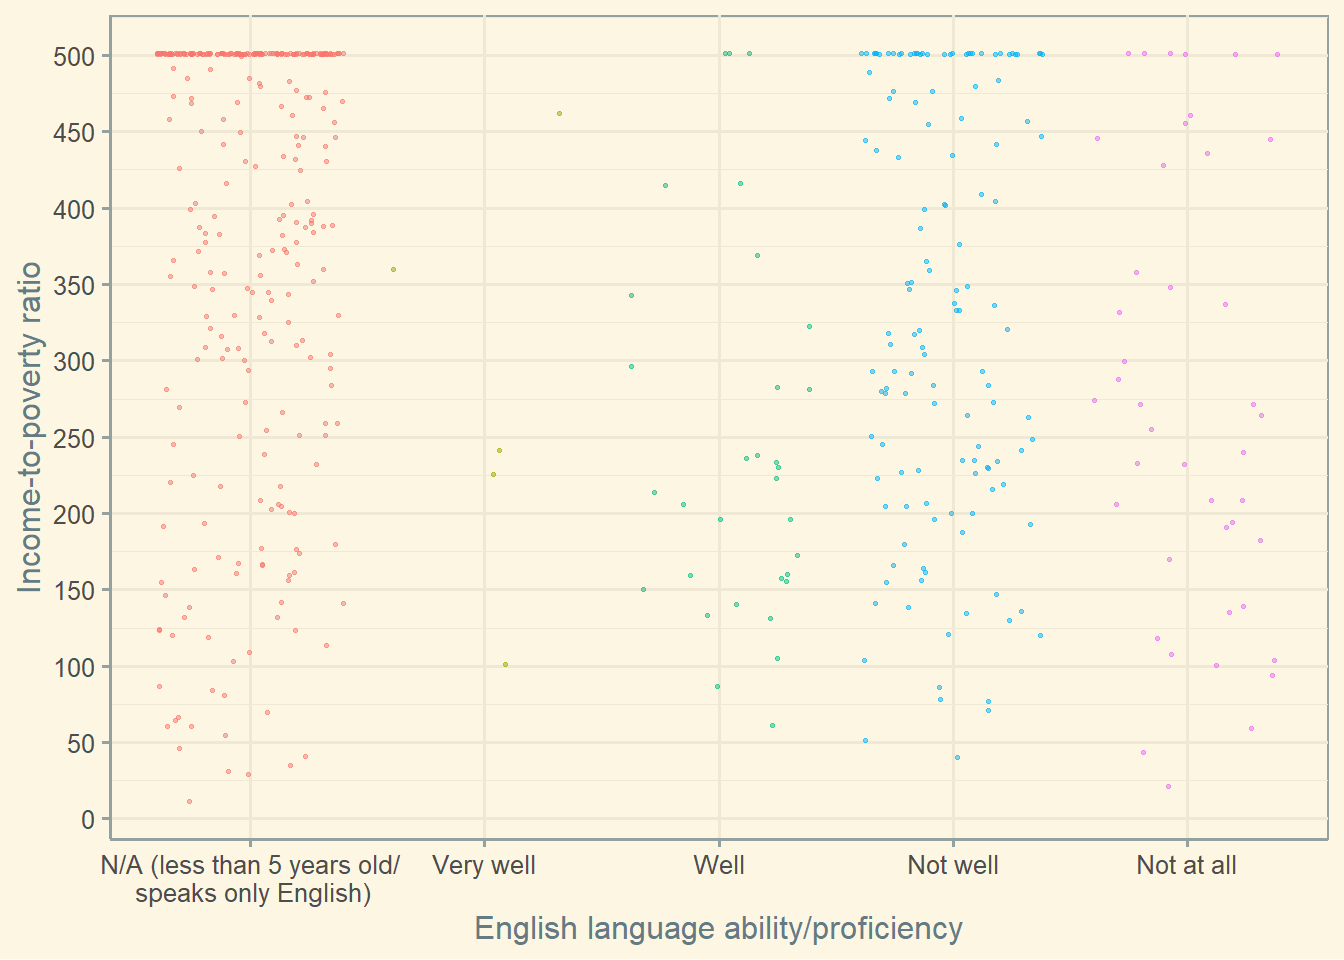 Income-to-poverty ratio
500
450
400
350
300
250
200
150
100
50
0
N/A (less than 5 years old/
speaks only English)
Very well
Well
Not well
Not at all
English language ability/proficiency